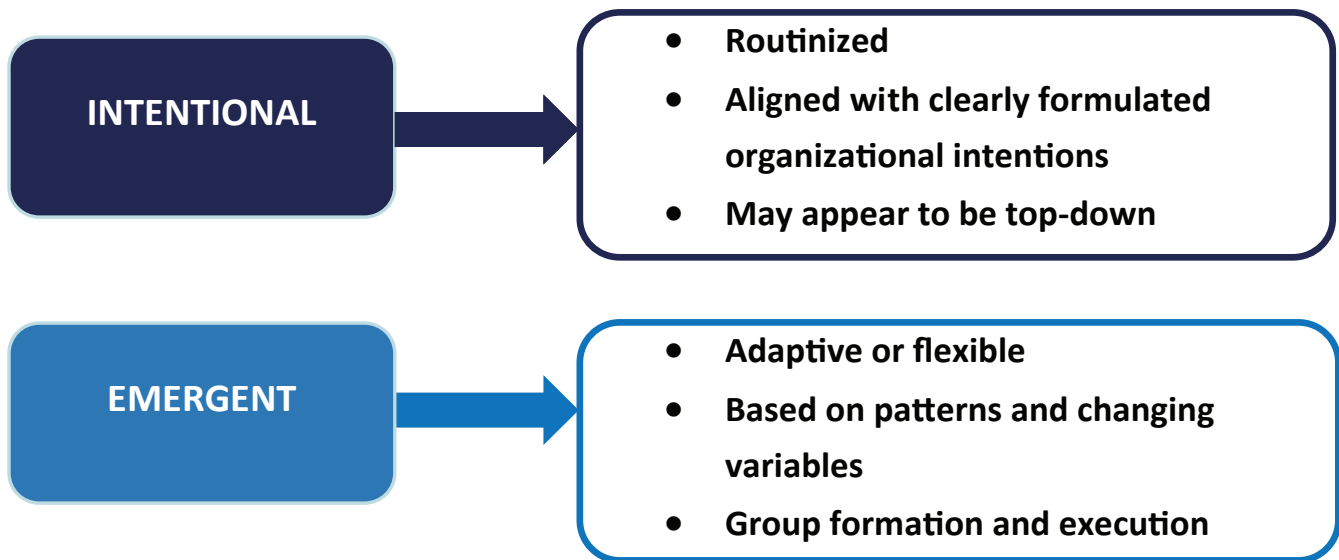 INTENTIONAL
• Routinized
• Aligned with clearly formulated
organizational intentions
• May appear to be top-down
EMERGENT
• Adaptive or flexible
• Based on patterns and changing
variables
• Group formation and execution